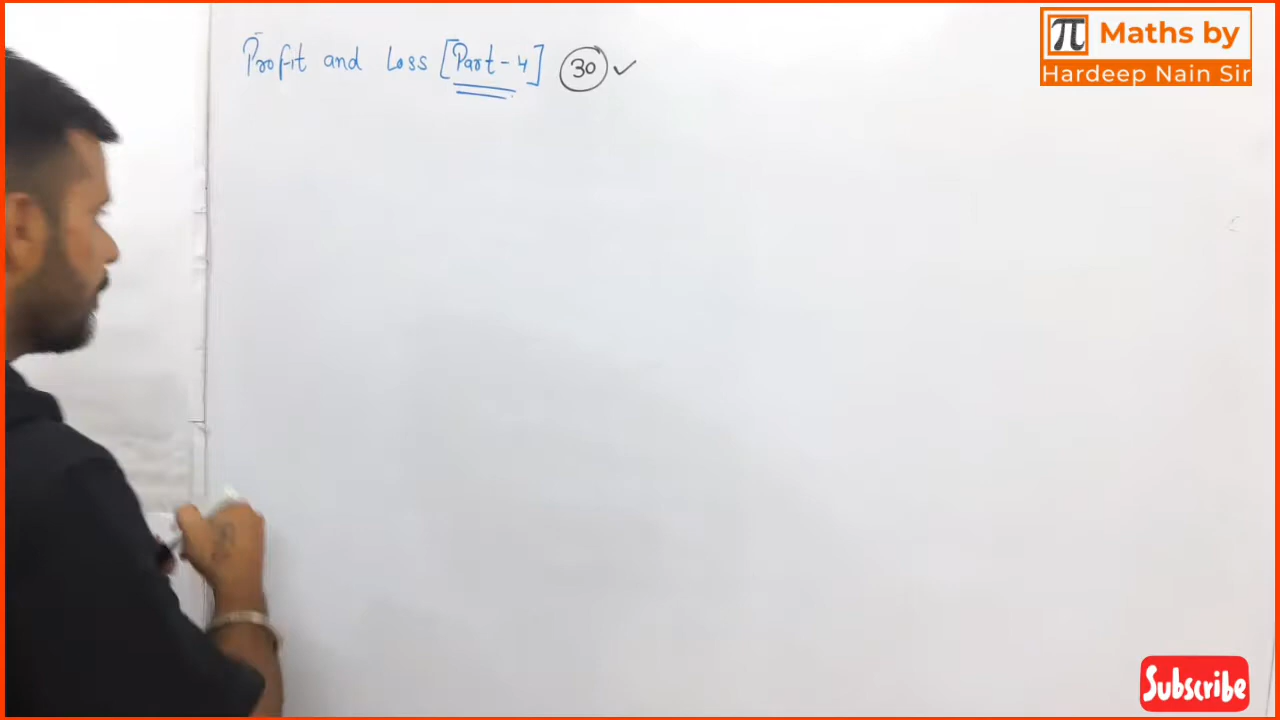 Profit and Loss [Part-4] 30 ✓
π Maths by
Hardeep Nain Sir
Subscribe